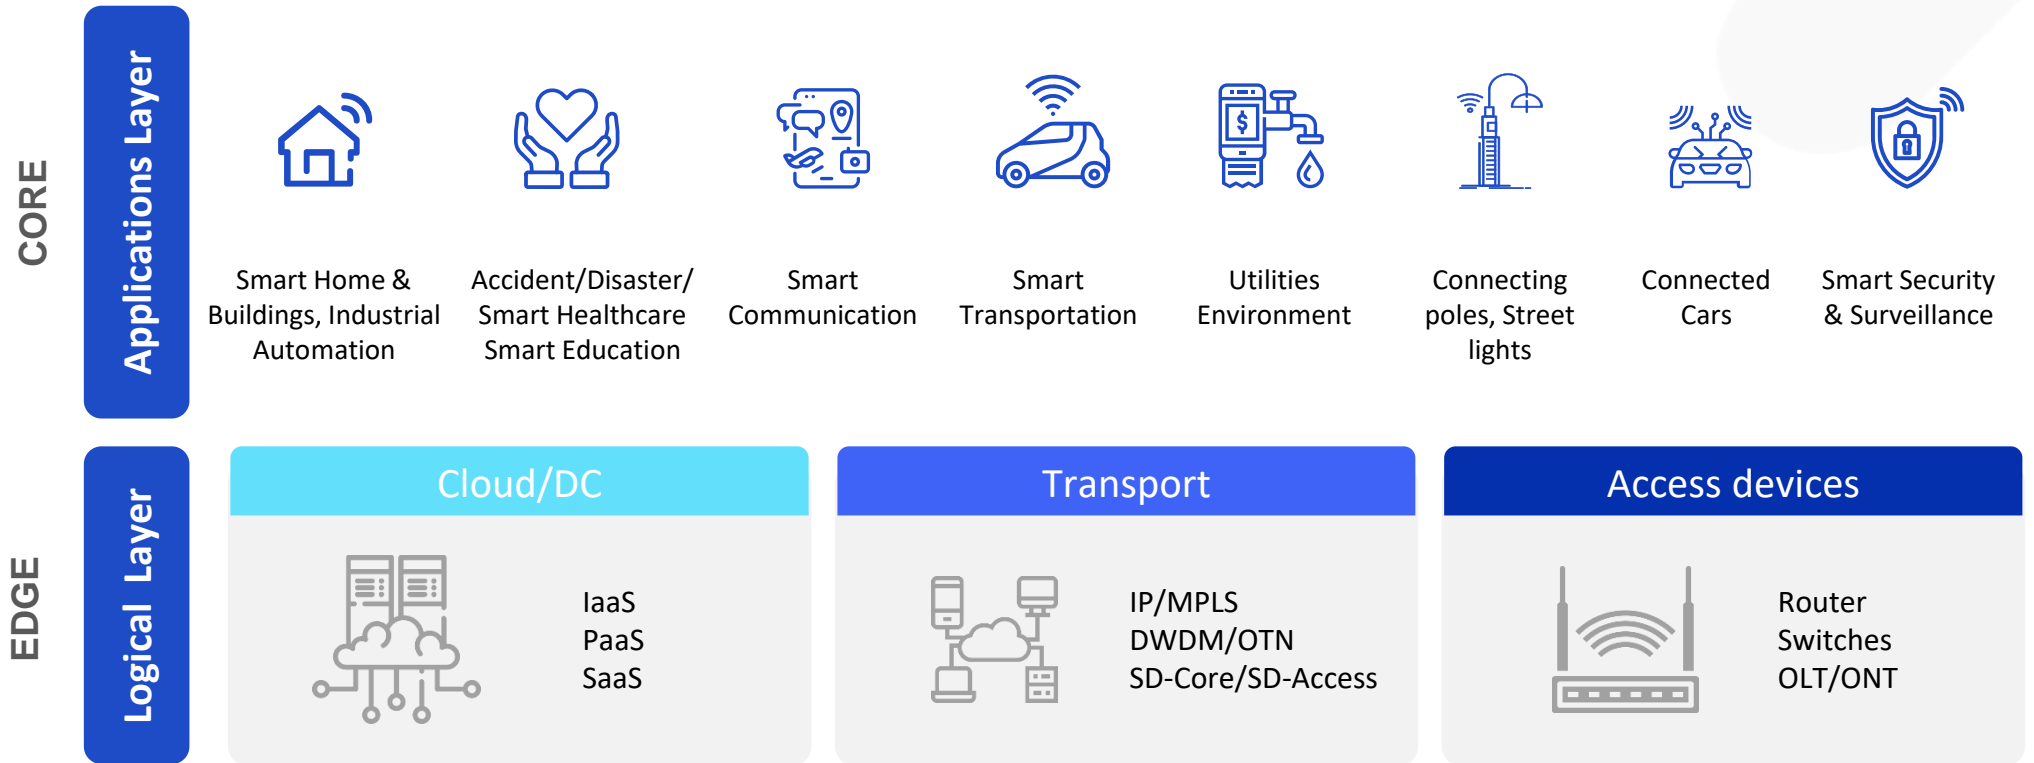 CORE
Applications Layer
Smart Home &
Buildings, Industrial
Automation
Accident/Disaster/
Smart Healthcare
Smart Education
Smart
Communication
Smart
Transportation
$
Utilities
Environment
Connecting
poles, Street
lights
Connected
Cars
Smart Security
& Surveillance
EDGE
Logical Layer
Cloud/DC
IaaS
PaaS
SaaS
Transport
IP/MPLS
DWDM/OTN
SD-Core/SD-Access
Access devices
Router
Switches
OLT/ONT